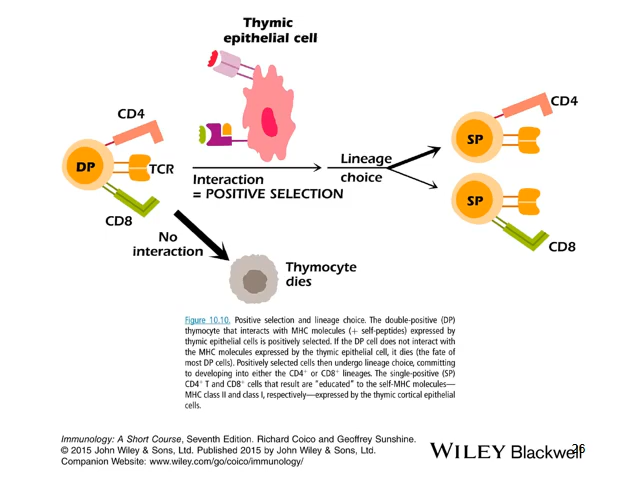 Thymic
epithelial cell
CD4
DP
TCR
CD8
Interaction
= POSITIVE SELECTION
Lineage
choice
SP
CD4
SP
CD8
No
interaction
Thymocyte
dies
Figure 10.10. Positive selection and lineage choice. The double-positive (DP)
thymocyte that interacts with MHC molecules (+ self-peptides) expressed by
thymic epithelial cells is positively selected. If the DP cell does not interact with
the MHC molecules expressed by the thymic epithelial cell, it dies (the fate of
most DP cells). Positively selected cells then undergo lineage choice, committing
to developing into either the CD4⁺ or CD8⁺ lineages. The single-positive (SP)
CD4⁺ T and CD8⁺ cells that result are "educated" to the self-MHC molecules—
MHC class II and class I, respectively—expressed by the thymic cortical epithelial
cells.
Immunology: A Short Course, Seventh Edition. Richard Coico and Geoffrey Sunshine.
© 2015 John Wiley & Sons, Ltd. Published 2015 by John Wiley & Sons, Ltd.
Companion Website: www.wiley.com/go/coico/immunology/
WILEY Blackwell
26